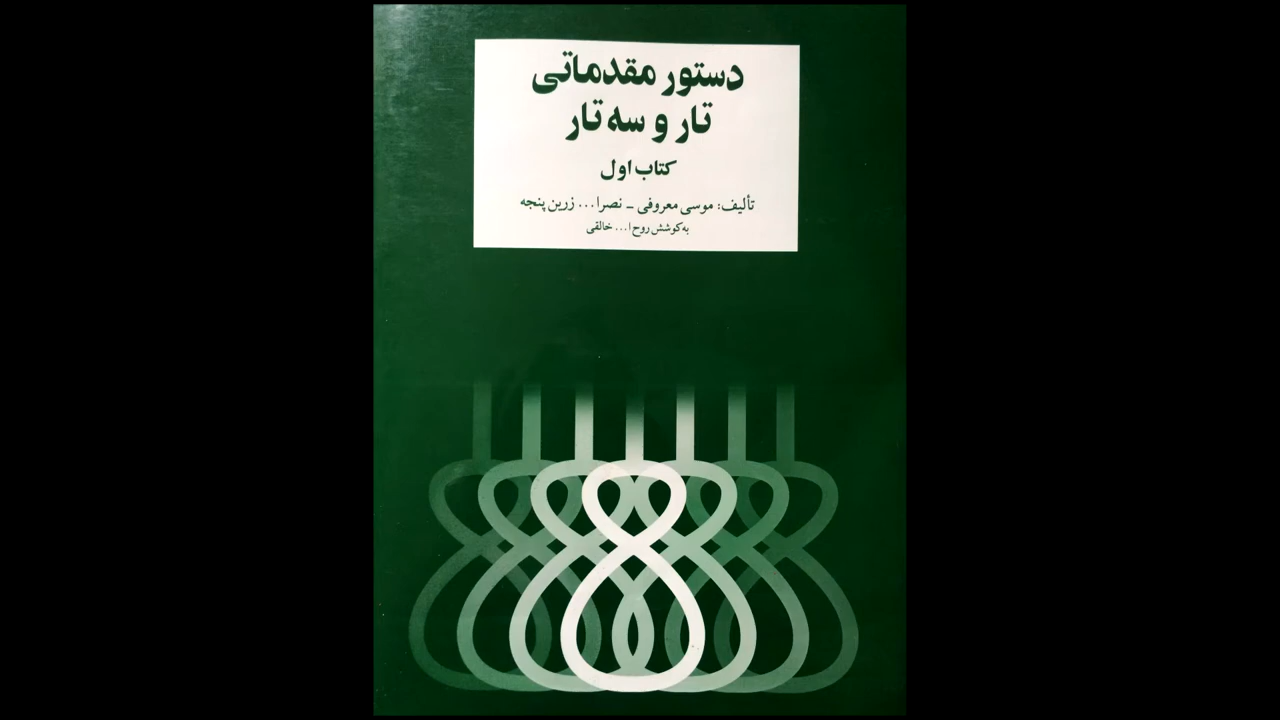 دستور مقدماتی
تار و سه تار
کتاب اول
تألیف: موسی معروفی - نصرا... زرین پنجه
به کوشش روح ا... خالقی